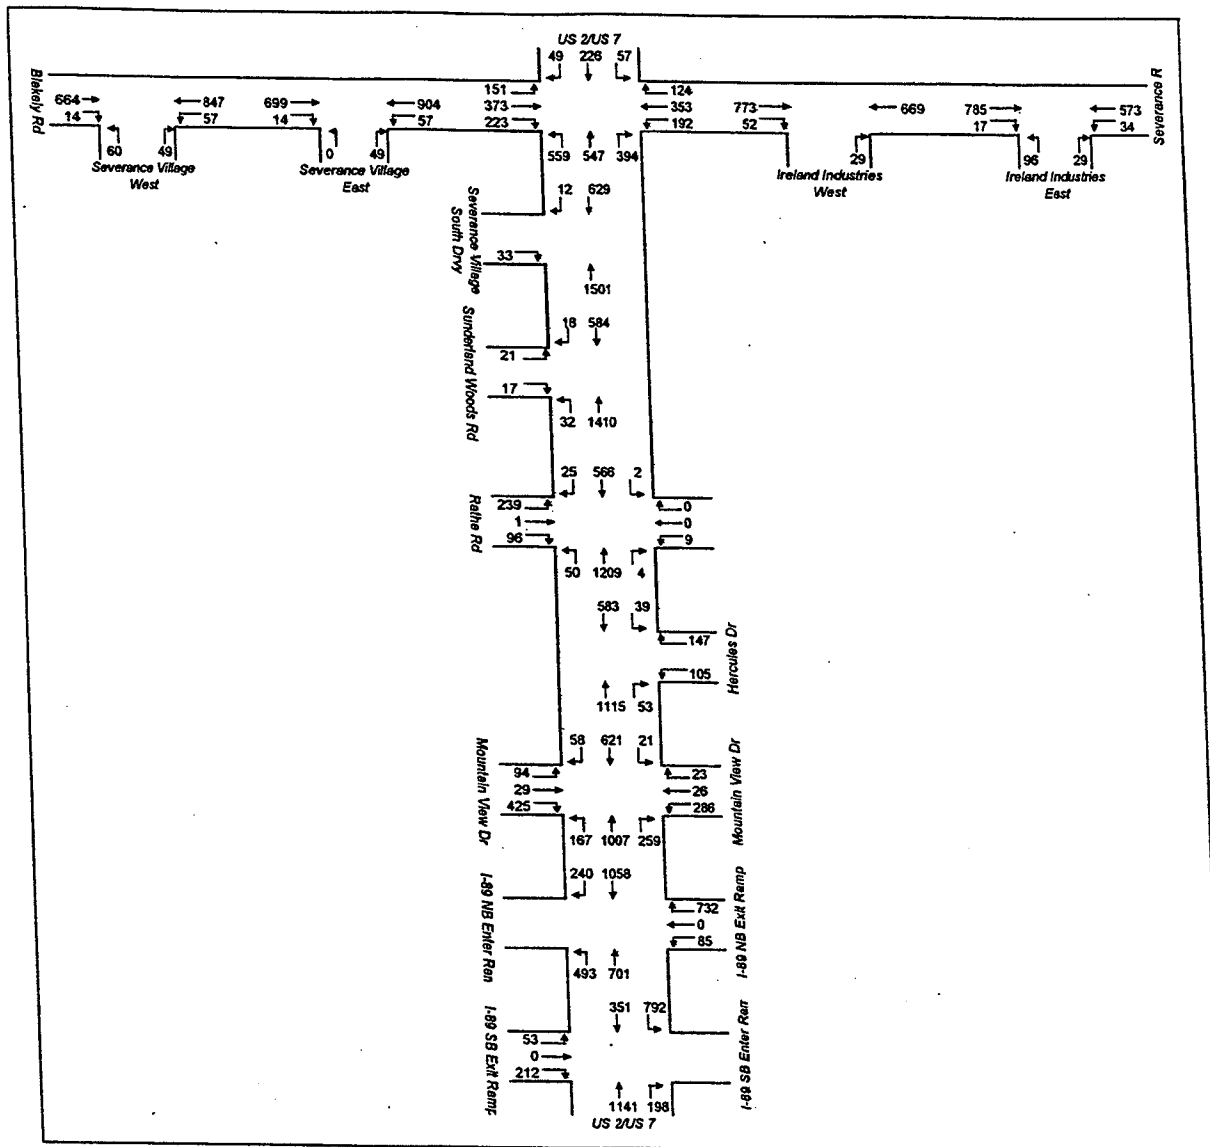 US 2/US 7
49 226 57
Blakely Rd
151
124
664
847
699
904
373
353
773
669
785
573
Severance R
14
57
14
57
223
192
52
17
34
60
49
0
49
559
547
394
29
96
29
Severance Village West
Severance Village East
Ireland Industries West
Ireland Industries East
12 629
Severance Village South Drvy
33
1501
18 584
Sunderland Woods Rd
21
17
32 1410
25 566 2
Rathe Rd
239
0
1
0
96
9
50 1209 4
583 39
Hercules Dr
147
105
1115 53
58 621 21
Mountain View Dr
94
23
29
26
425
286
Mountain View Dr
167 1007 259
240 1058
I-89 NB Enter Ran
732
0
85
I-89 NB Exit Ramp
493 701
351 792
I-89 SB Exit Ramp
53
0
212
I-89 SB Enter Ran
1141 198
US 2/US 7